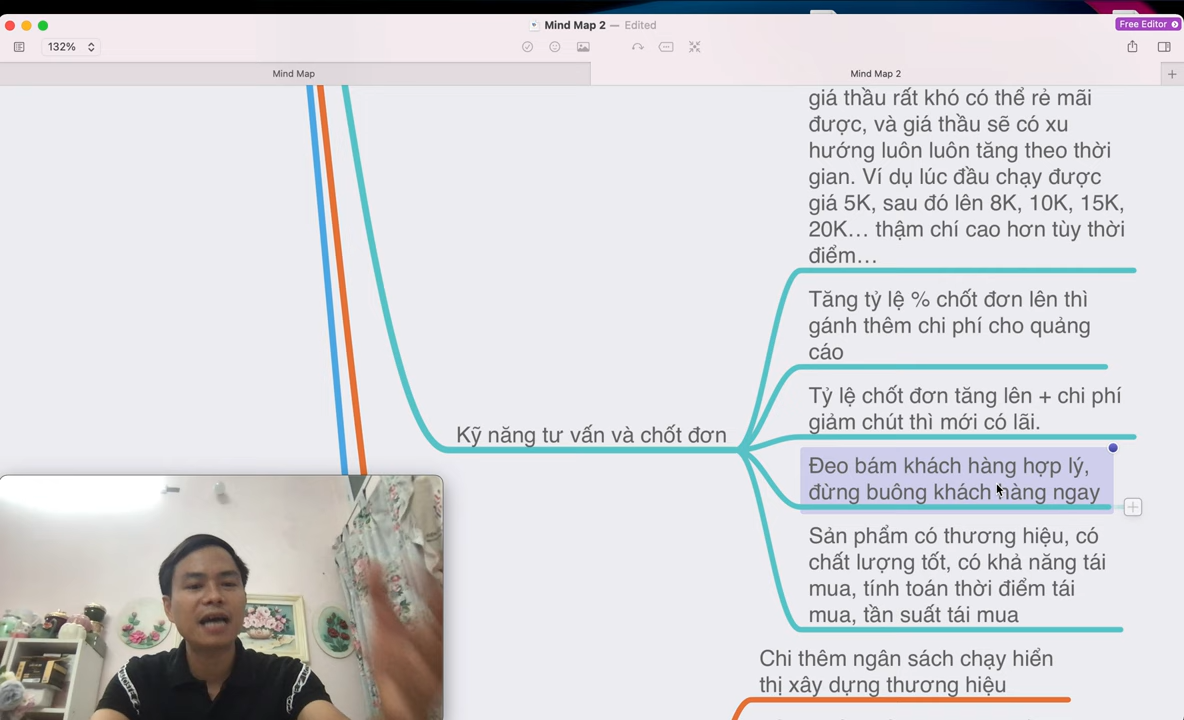 Mind Map 2 — Edited
Free Editor
132%
Mind Map
Mind Map 2
giá thầu rất khó có thể rẻ mãi
được, và giá thầu sẽ có xu
hướng luôn luôn tăng theo thời
gian. Ví dụ lúc đầu chạy được
giá 5K, sau đó lên 8K, 10K, 15K,
20K… thậm chí cao hơn tùy thời
điểm…
Tăng tỷ lệ % chốt đơn lên thì
gánh thêm chi phí cho quảng
cáo
Tỷ lệ chốt đơn tăng lên + chi phí
giảm chút thì mới có lãi.
Kỹ năng tư vấn và chốt đơn
Đeo bám khách hàng hợp lý,
đừng buông khách hàng ngay
Sản phẩm có thương hiệu, có
chất lượng tốt, có khả năng tái
mua, tính toán thời điểm tái
mua, tần suất tái mua
Chi thêm ngân sách chạy hiển
thị xây dựng thương hiệu